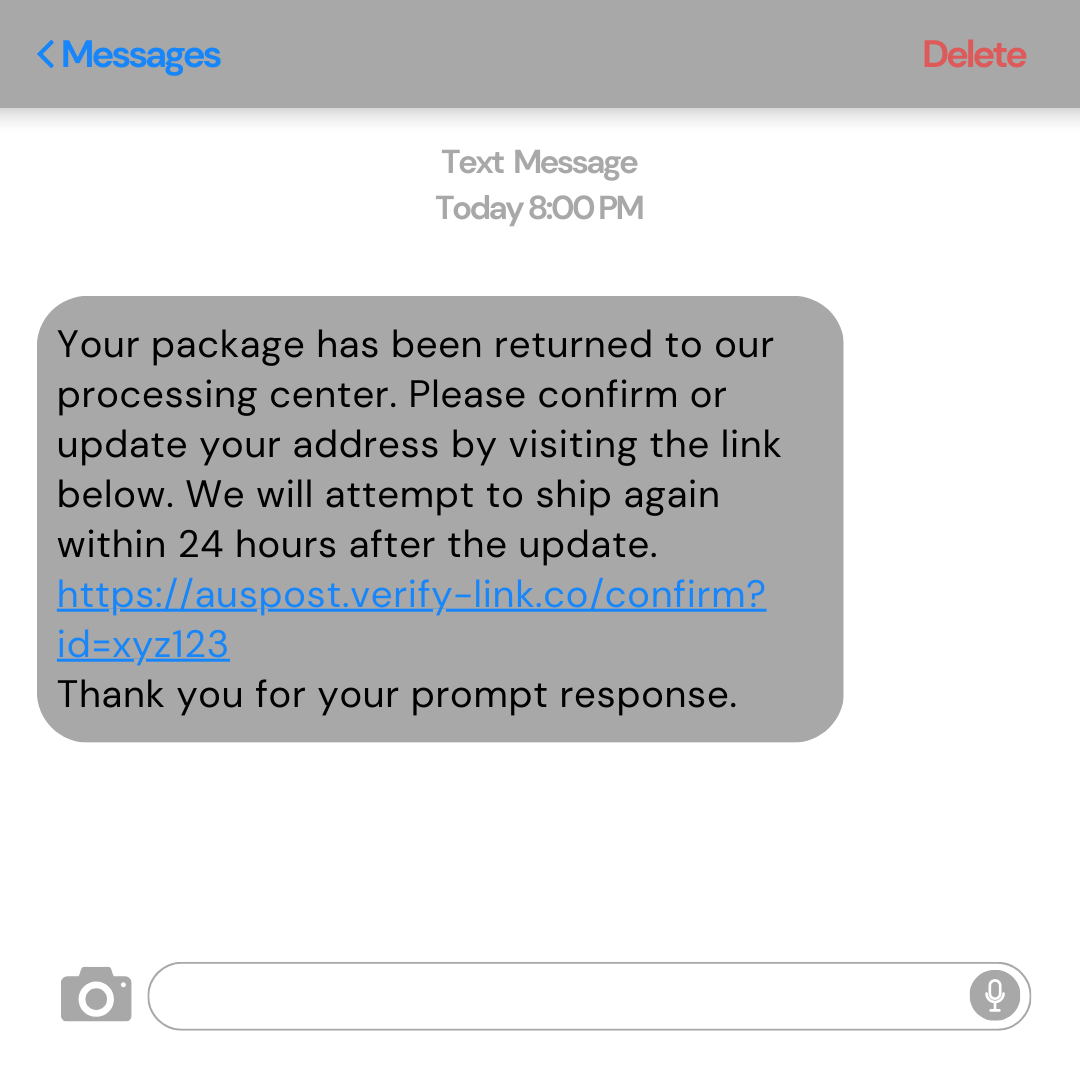 Messages
Delete
Text Message
Today 8:00 PM
Your package has been returned to our
processing center. Please confirm or
update your address by visiting the link
below. We will attempt to ship again
within 24 hours after the update.
https://auspost.verify-link.co/confirm?
id=xyz123
Thank you for your prompt response.